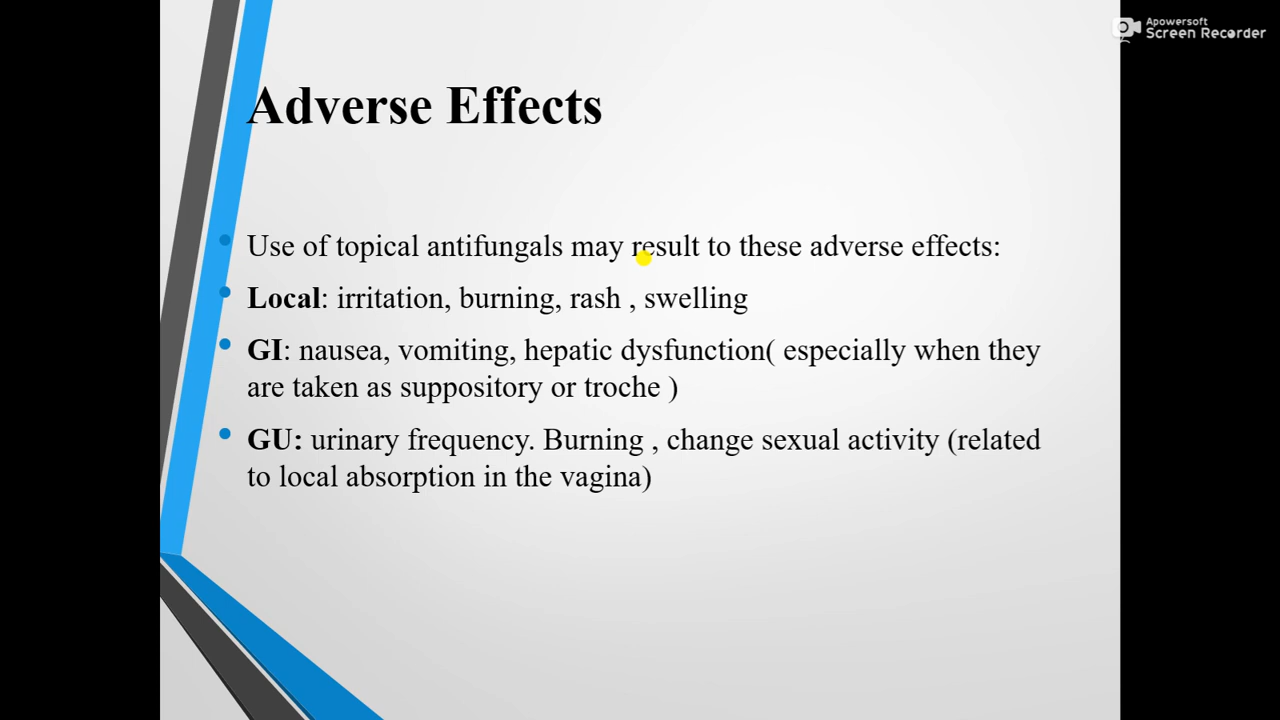 Apowersoft
Screen Recorder
Adverse Effects
• Use of topical antifungals may result to these adverse effects:
• Local: irritation, burning, rash , swelling
• GI: nausea, vomiting, hepatic dysfunction( especially when they
are taken as suppository or troche )
• GU: urinary frequency. Burning , change sexual activity (related
to local absorption in the vagina)